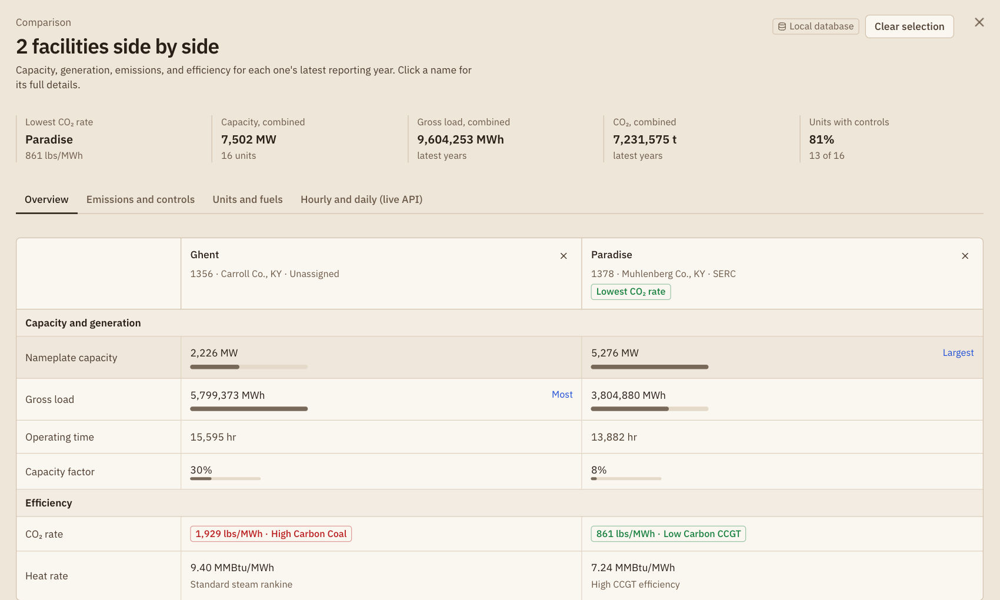 Comparison
Local database
Clear selection
2 facilities side by side
Capacity, generation, emissions, and efficiency for each one's latest reporting year. Click a name for
its full details.
Lowest CO₂ rate
Paradise
861 lbs/MWh
Capacity, combined
7,502 MW
16 units
Gross load, combined
9,604,253 MWh
latest years
CO₂, combined
7,231,575 t
latest years
Units with controls
81%
13 of 16
Overview
Emissions and controls
Units and fuels
Hourly and daily (live API)
Ghent
1356 · Carroll Co., KY · Unassigned
Paradise
1378 · Muhlenberg Co., KY · SERC
Lowest CO₂ rate
Capacity and generation
Nameplate capacity
2,226 MW
5,276 MW
Largest
Gross load
5,799,373 MWh
Most
3,804,880 MWh
Operating time
15,595 hr
13,882 hr
Capacity factor
30%
8%
Efficiency
CO₂ rate
1,929 lbs/MWh · High Carbon Coal
861 lbs/MWh · Low Carbon CCGT
Heat rate
9.40 MMBtu/MWh
Standard steam rankine
7.24 MMBtu/MWh
High CCGT efficiency